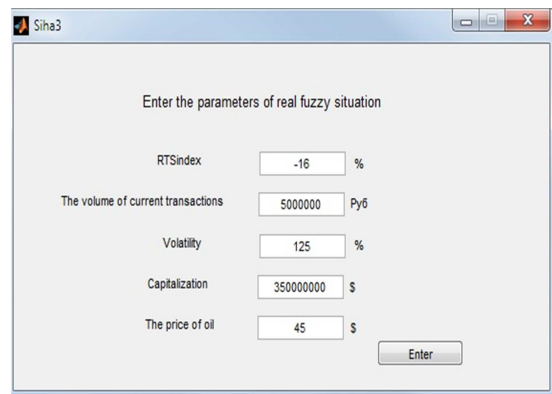 Siha3
Enter the parameters of real fuzzy situation
RTSindex -16 %
The volume of current transactions 5000000 Руб
Volatility 125 %
Capitalization 350000000 $
The price of oil 45 $
Enter